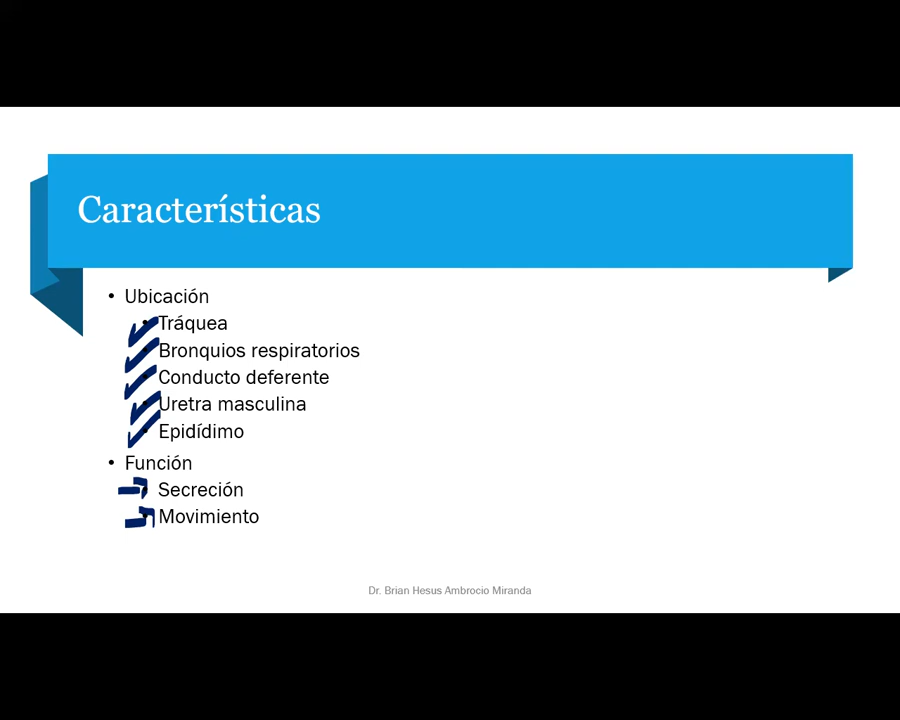 Características
Ubicación
Tráquea
Bronquios respiratorios
Conducto deferente
Uretra masculina
Epidídimo
Función
Secreción
Movimiento
Dr. Brian Hesus Ambrocio Miranda